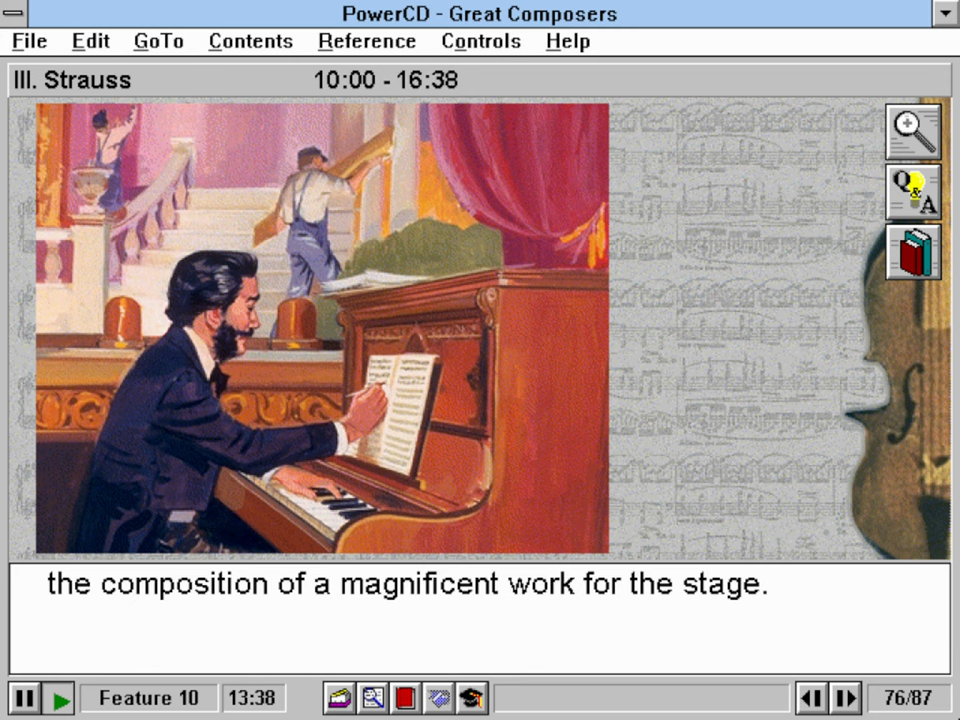 PowerCD - Great Composers
File Edit GoTo Contents Reference Controls Help
III. Strauss 10:00 - 16:38
Q & A
the composition of a magnificent work for the stage.
Feature 10 13:38 76/87